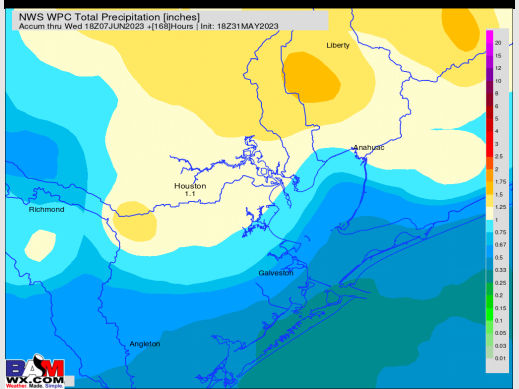 NWS WPC Total Precipitation [inches]
Accum thru Wed 18Z07JUN2023 +[168]Hours | Init: 18Z31MAY2023
Liberty
Anahuac
Houston
1.1
Richmond
Galveston
Angleton
20
15
12
10
8
6
5
4
3
2.5
2
1.75
1.5
1.25
1
0.75
0.67
0.5
0.33
0.25
0.2
0.15
0.1
0.05
0.03
0.01
BAM
WX.COM
Weather Made Simple